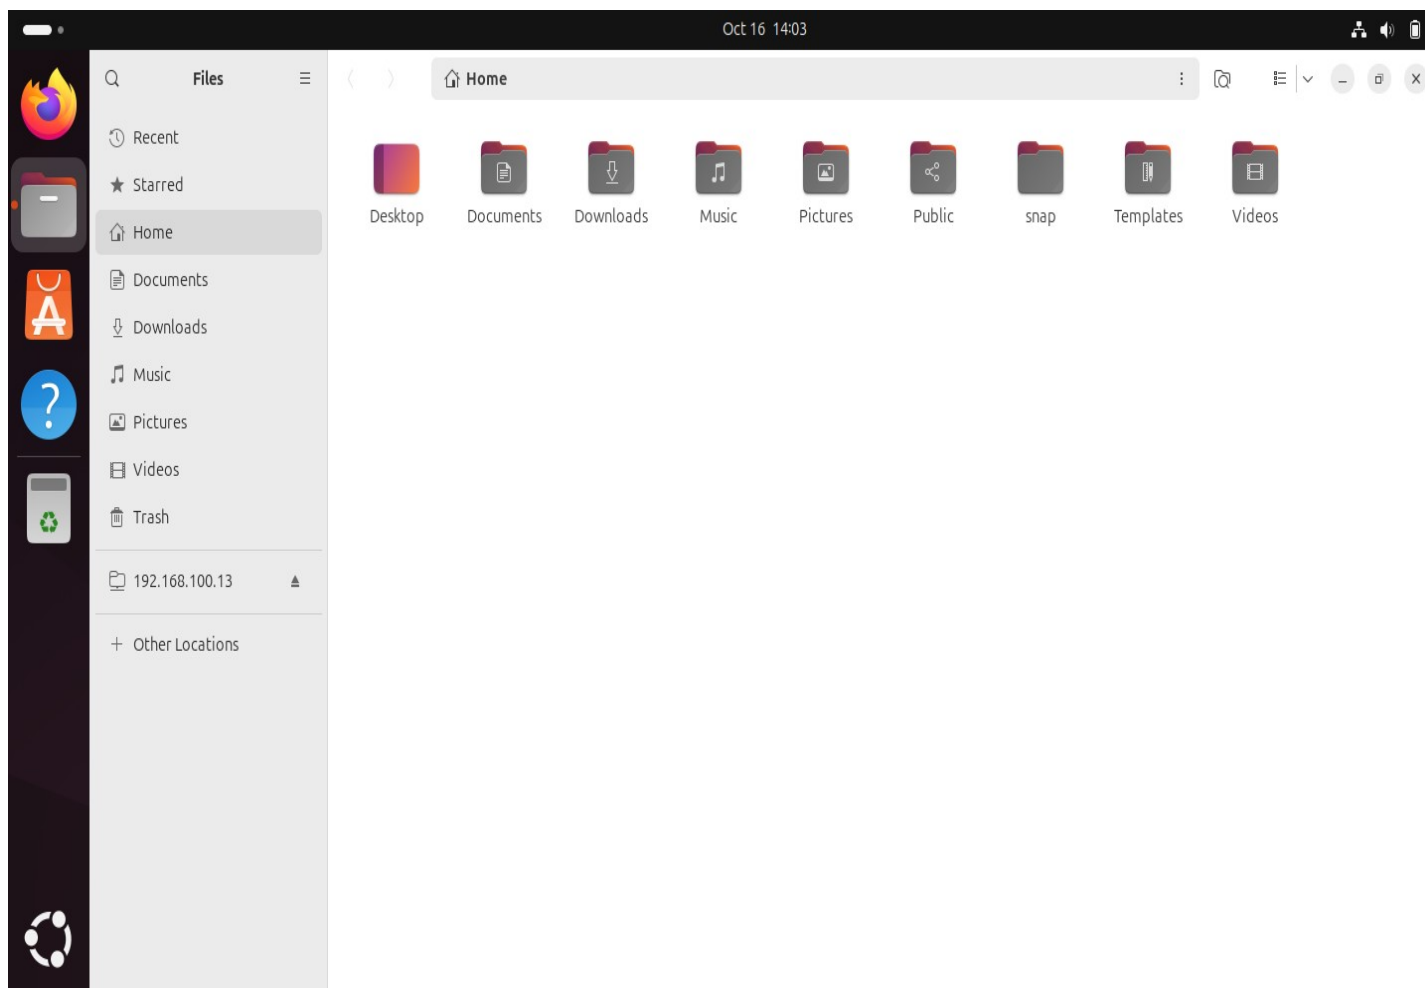 Oct 16 14:03
Files
Home
Recent
Starred
Home
Documents
Downloads
Music
Pictures
Videos
Trash
192.168.100.13
Other Locations
Desktop
Documents
Downloads
Music
Pictures
Public
snap
Templates
Videos